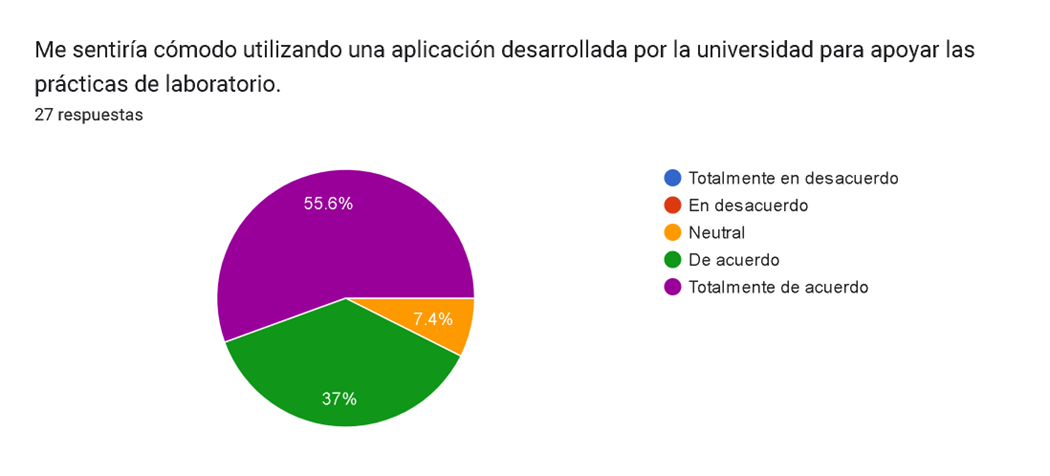 Me sentiría cómodo utilizando una aplicación desarrollada por la universidad para apoyar las
prácticas de laboratorio.
27 respuestas
55.6%
7.4%
37%
Totalmente en desacuerdo
En desacuerdo
Neutral
De acuerdo
Totalmente de acuerdo